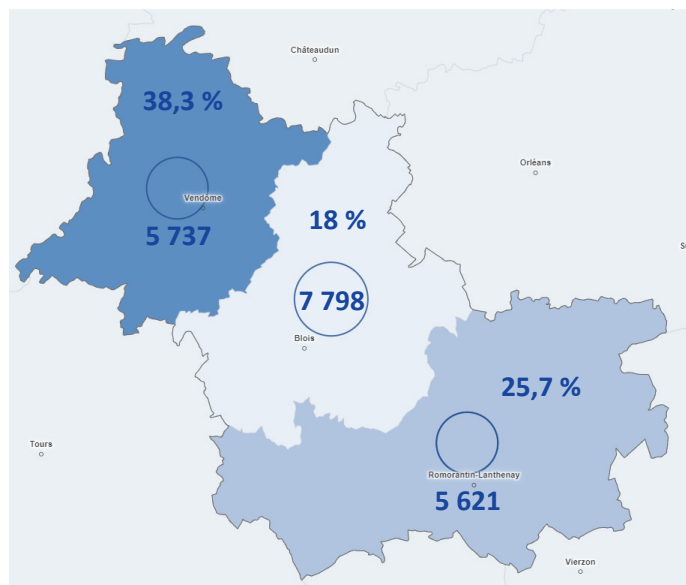 Châteaudun
38,3 %
Orléans
Vendôme
5 737
18 %
7 798
Blois
25,7 %
Tours
Romorantin-Lanthenay
5 621
Vierzon